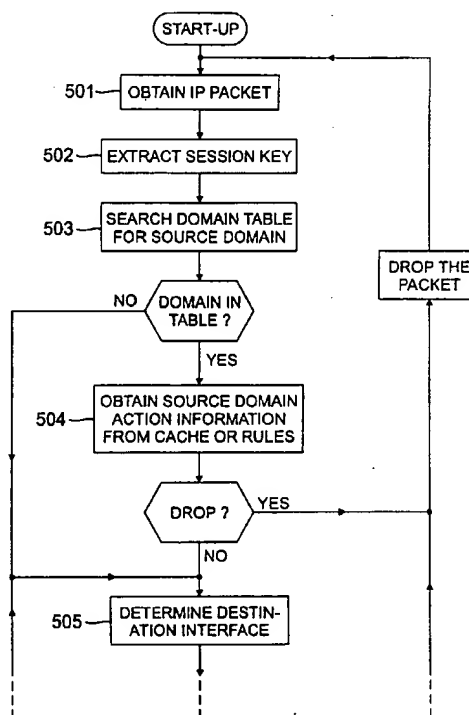 START-UP
501
OBTAIN IP PACKET
502
EXTRACT SESSION KEY
503
SEARCH DOMAIN TABLE
FOR SOURCE DOMAIN
DROP THE
PACKET
NO
DOMAIN IN
TABLE ?
YES
504
OBTAIN SOURCE DOMAIN
ACTION INFORMATION
FROM CACHE OR RULES
DROP ?
YES
NO
505
DETERMINE DESTIN-
ATION INTERFACE